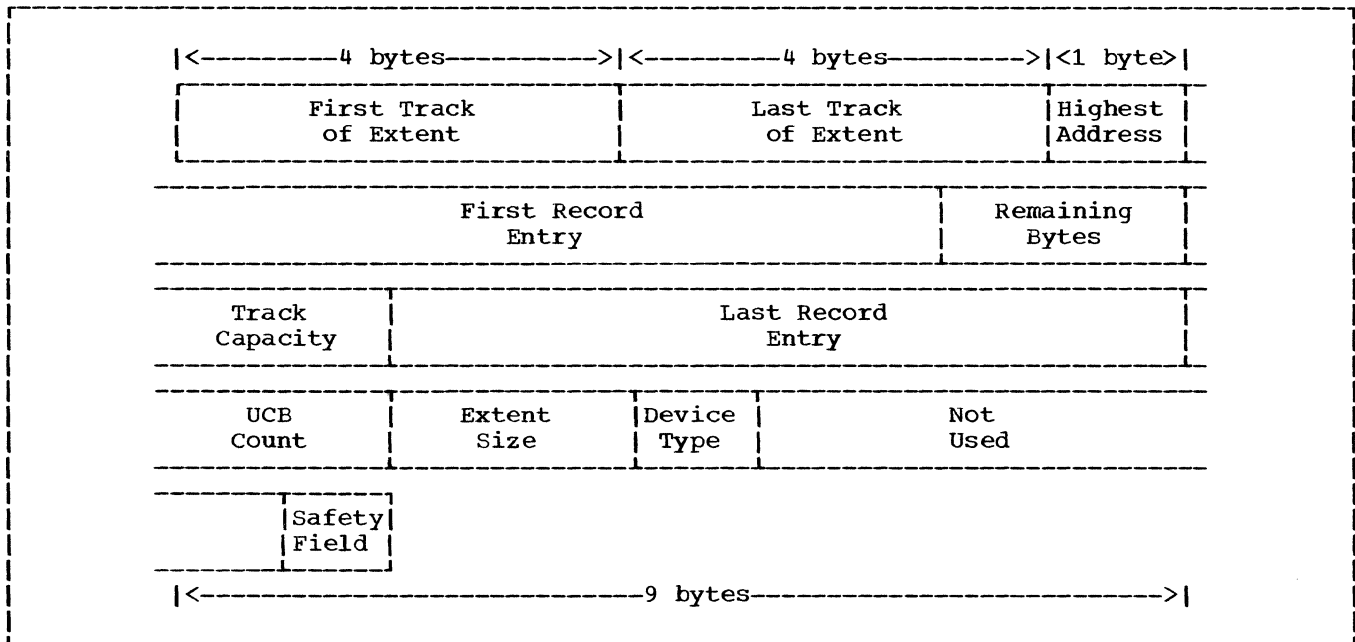 |<---------4 bytes---------->|<---------4 bytes--------->|<1 byte>|
First Track Last Track Highest
of Extent of Extent Address
First Record Remaining
Entry Bytes
Track Last Record
Capacity Entry
UCB Extent Device Not
Count Size Type Used
Safety
Field
|<---------------------------9 bytes---------------------------->|